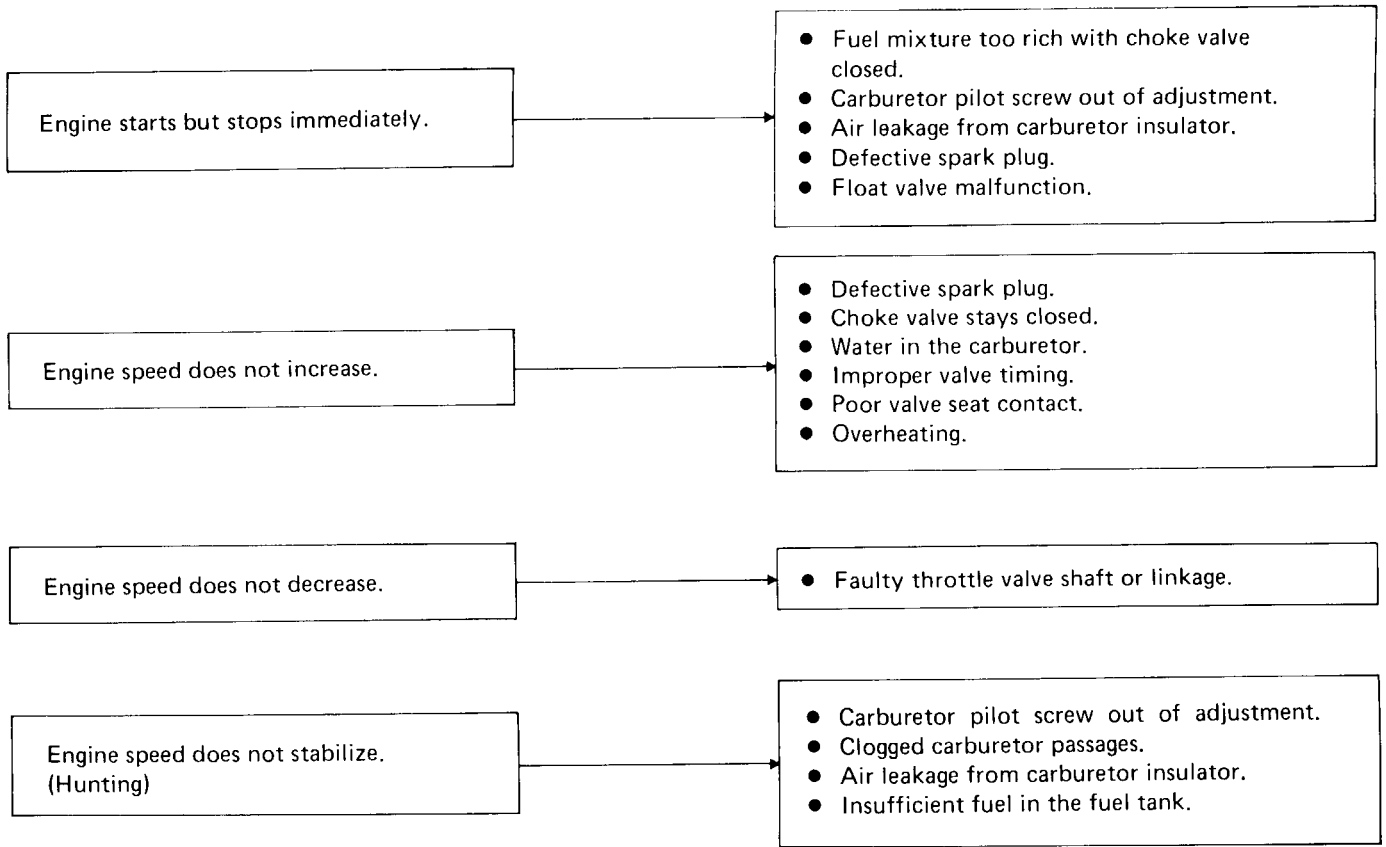 Engine starts but stops immediately.
● Fuel mixture too rich with choke valve
closed.
● Carburetor pilot screw out of adjustment.
● Air leakage from carburetor insulator.
● Defective spark plug.
● Float valve malfunction.
Engine speed does not increase.
● Defective spark plug.
● Choke valve stays closed.
● Water in the carburetor.
● Improper valve timing.
● Poor valve seat contact.
● Overheating.
Engine speed does not decrease.
● Faulty throttle valve shaft or linkage.
Engine speed does not stabilize.
(Hunting)
● Carburetor pilot screw out of adjustment.
● Clogged carburetor passages.
● Air leakage from carburetor insulator.
● Insufficient fuel in the fuel tank.